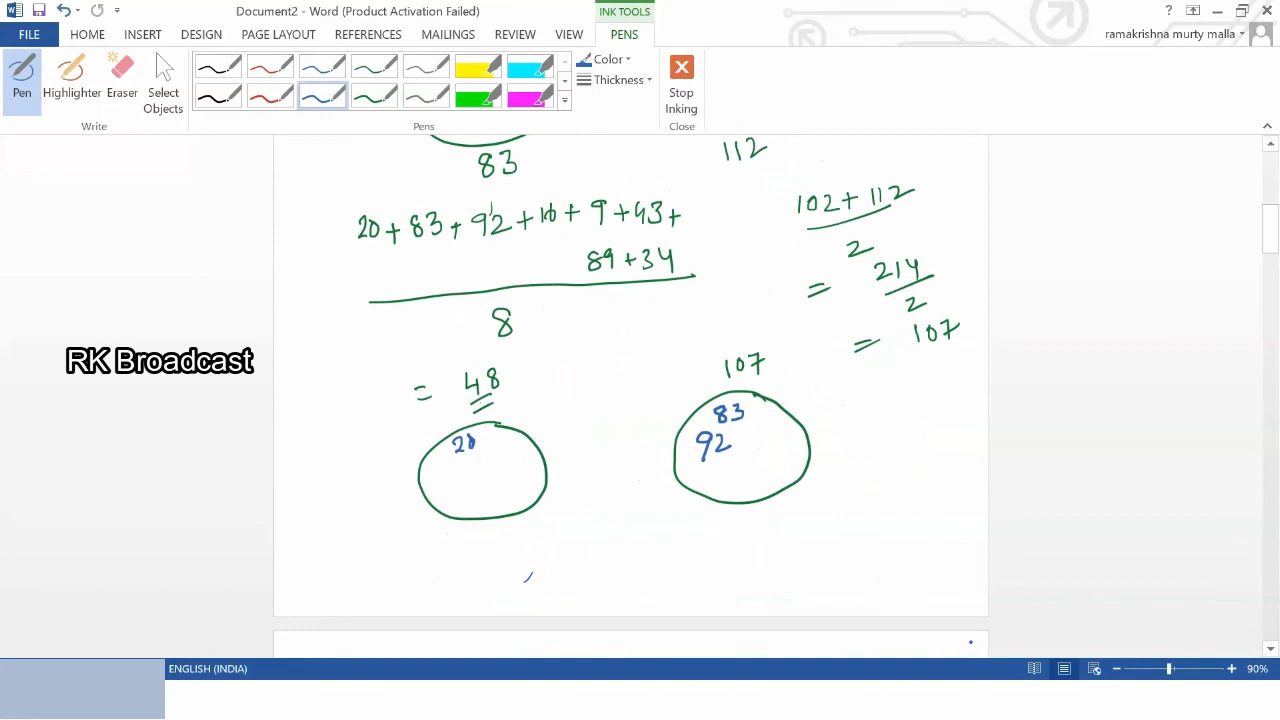 Document2 - Word (Product Activation Failed)
INK TOOLS
FILE
HOME
INSERT
DESIGN
PAGE LAYOUT
REFERENCES
MAILINGS
REVIEW
VIEW
PENS
ramakrishna murty malla
Pen
Highlighter
Eraser
Select Objects
Color
Thickness
Stop Inking
Write
Pens
Close
83
112
20 + 83 + 92 + 10 + 9 + 43 +
89 + 34
8
= 48
102 + 112
2
= 214
2
= 107
RK Broadcast
107
20
83
92
ENGLISH (INDIA)
90%